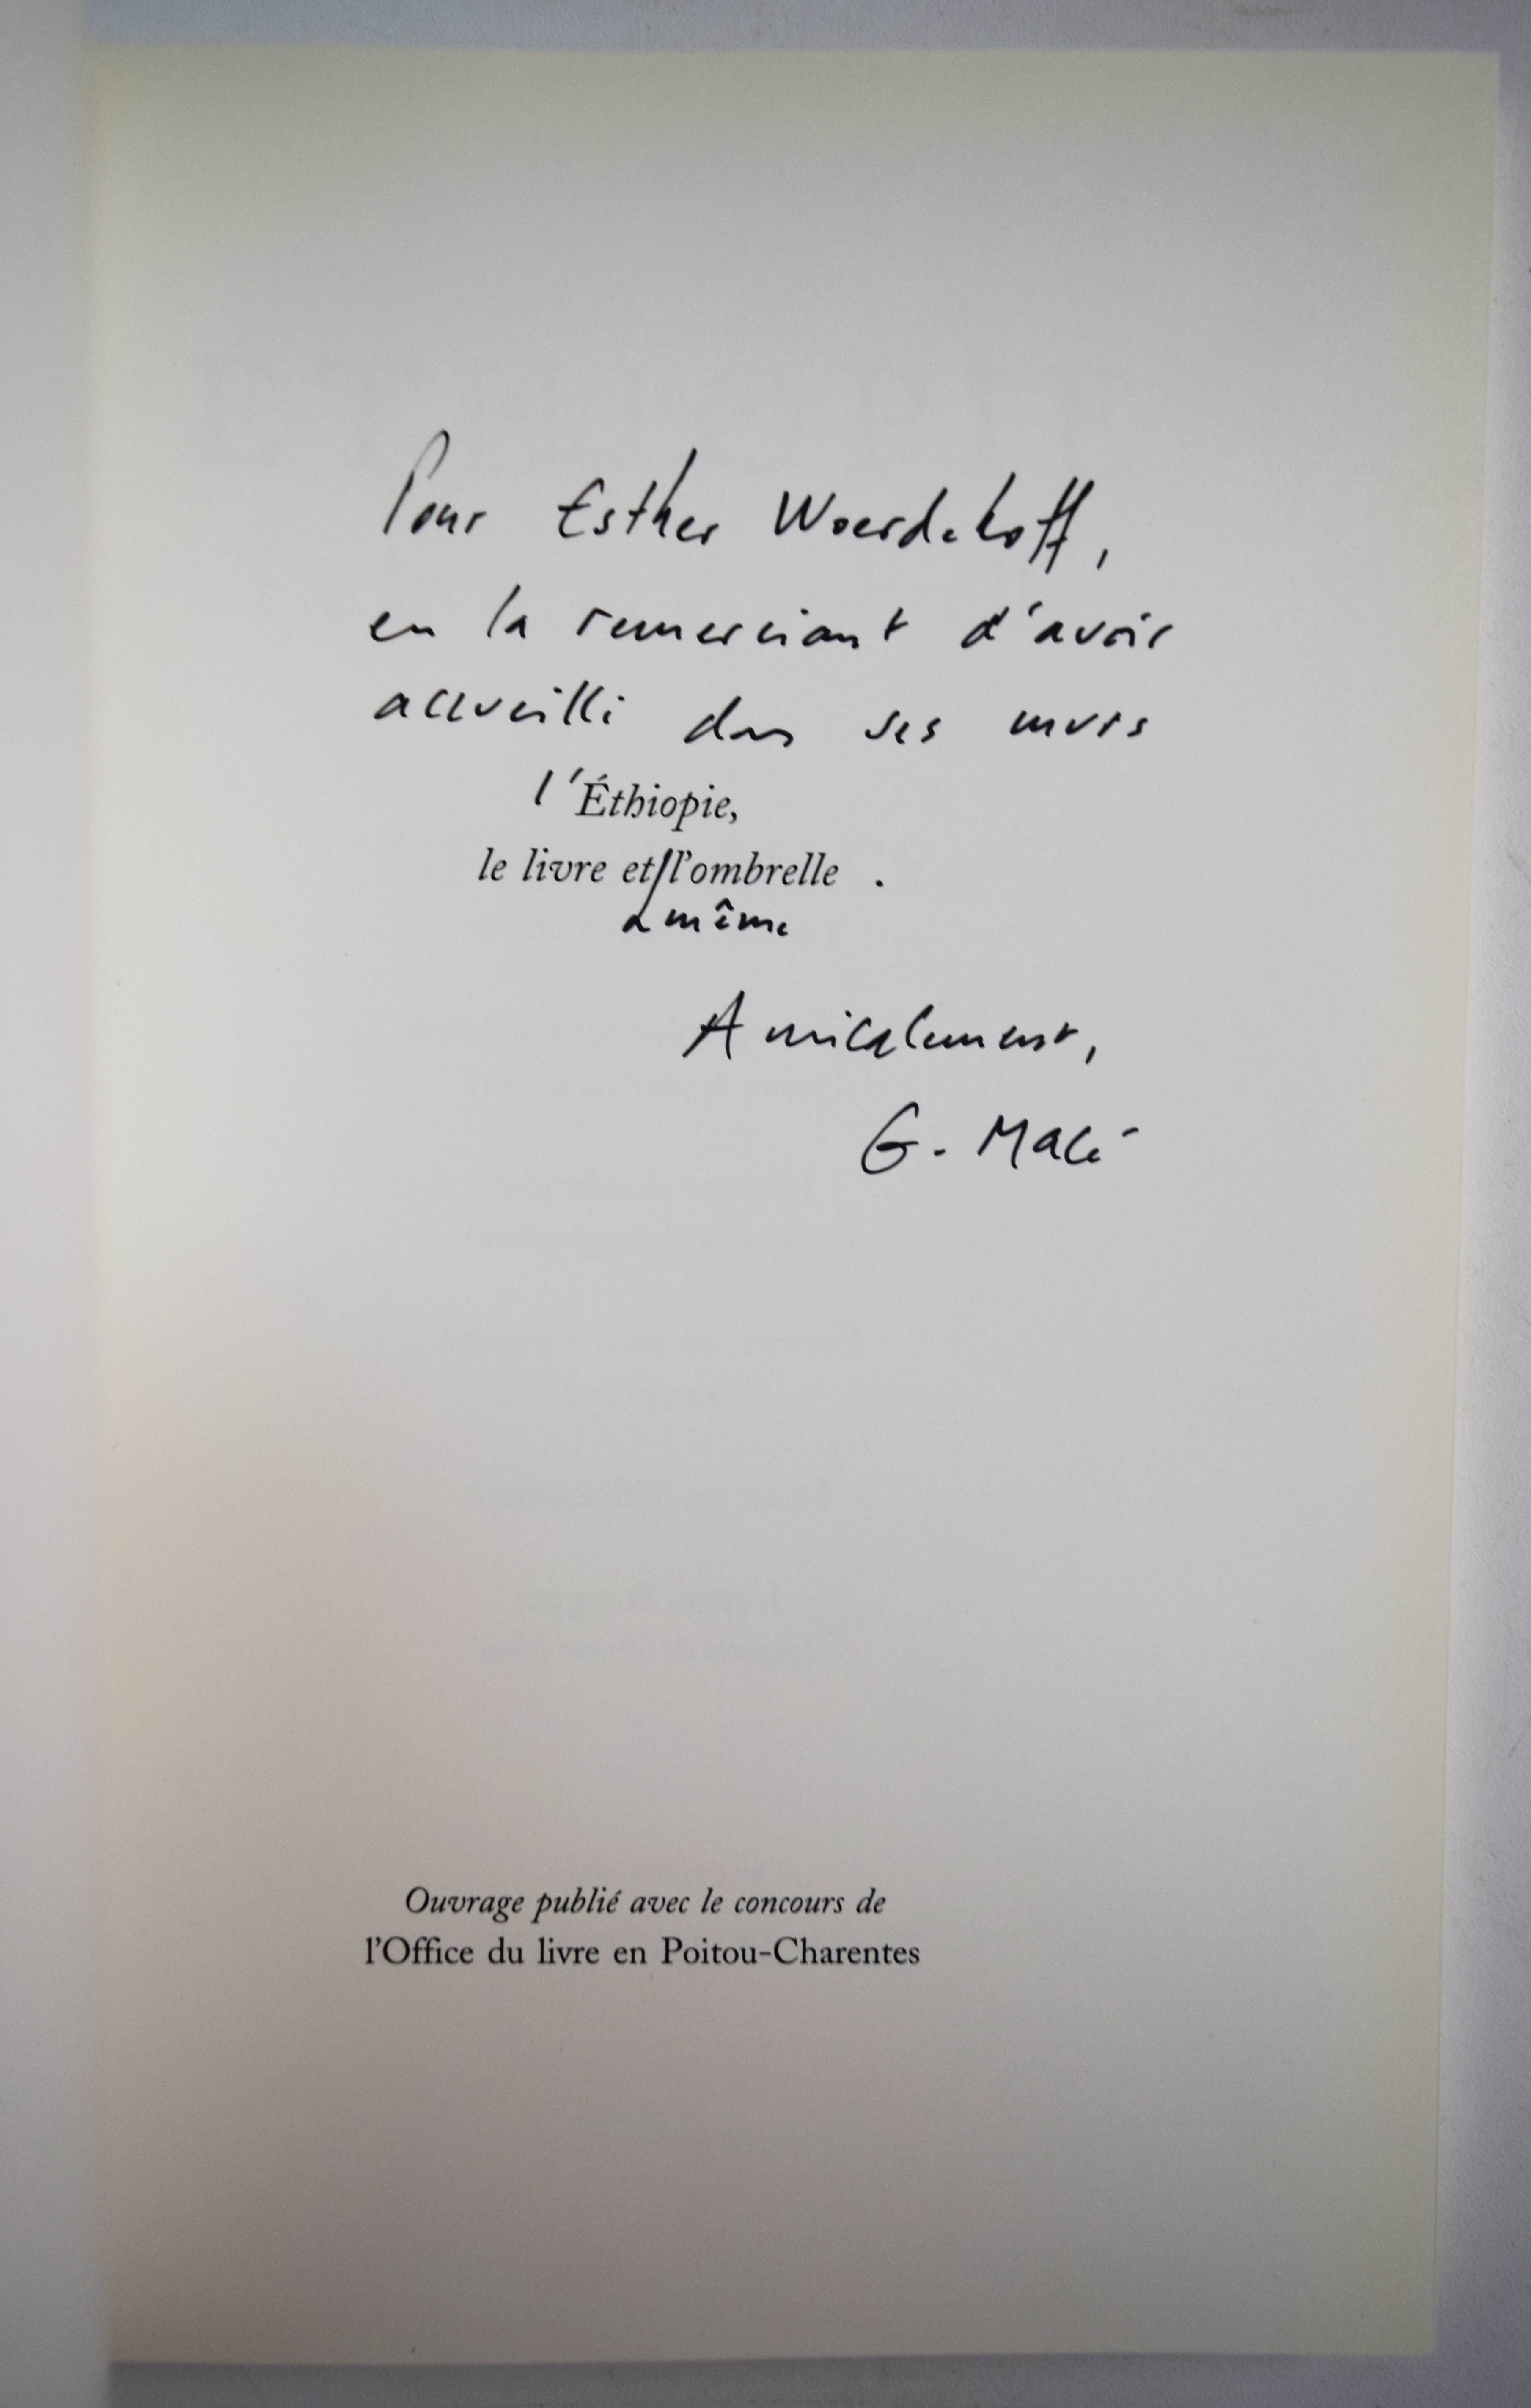 Pour Esther Woerdehoff,
en la remerciant d'avoir
accueilli dans ses murs
l'Éthiopie,
le livre et l'ombrelle .
même
Amicalement,
G. Macé
Ouvrage publié avec le concours de
l'Office du livre en Poitou-Charentes